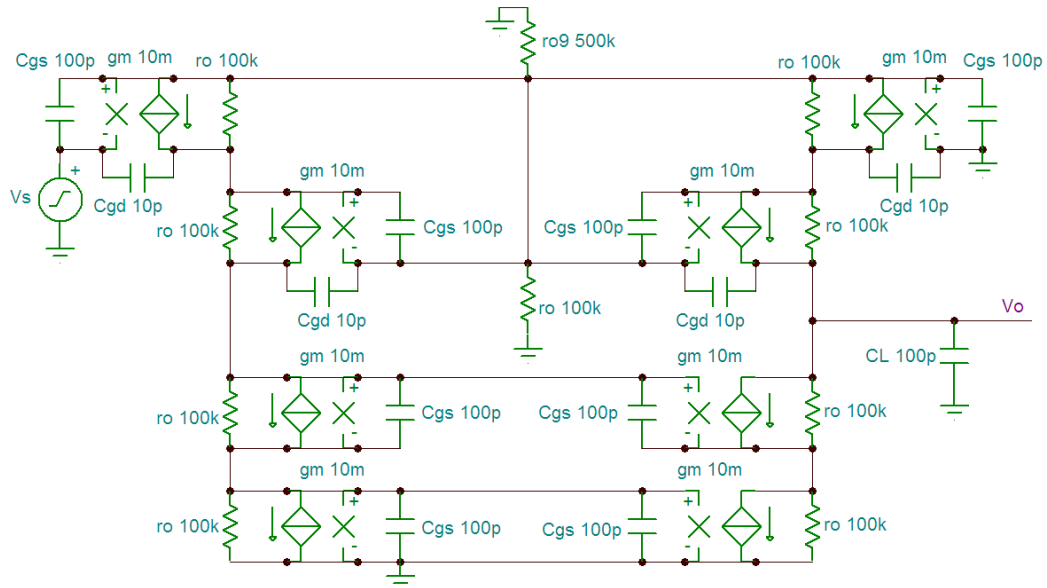 ro9 500k
Cgs 100p
gm 10m
ro 100k
ro 100k
gm 10m
Cgs 100p
+
-
+
-
+
Vs
Cgd 10p
Cgd 10p
gm 10m
gm 10m
ro 100k
+
-
Cgs 100p
Cgs 100p
+
-
ro 100k
Cgd 10p
ro 100k
Cgd 10p
Vo
gm 10m
gm 10m
CL 100p
ro 100k
+
-
Cgs 100p
Cgs 100p
+
-
ro 100k
gm 10m
gm 10m
ro 100k
+
-
Cgs 100p
Cgs 100p
+
-
ro 100k